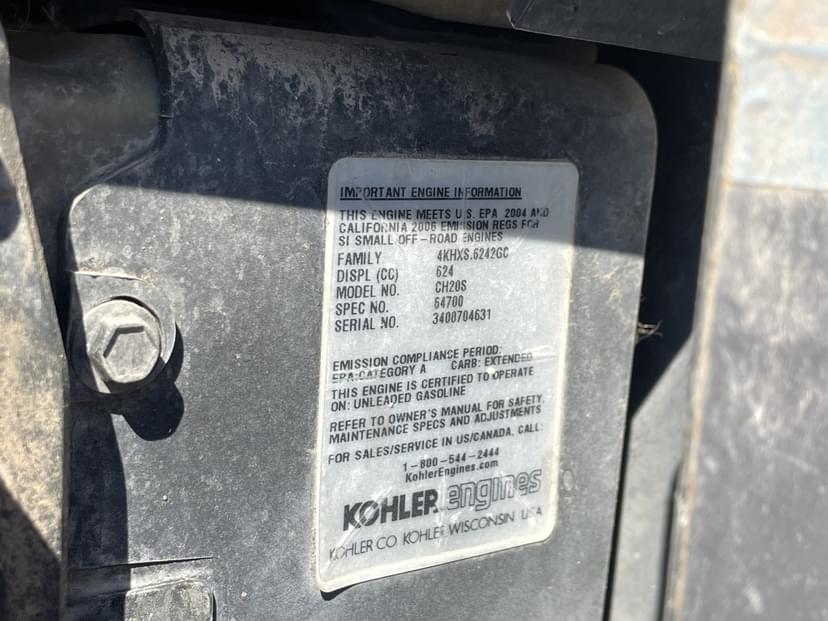 IMPORTANT ENGINE INFORMATION
THIS ENGINE MEETS U.S. EPA 2004 AND
CALIFORNIA 2006 EMISSION REGS FOR
SI SMALL OFF-ROAD ENGINES
FAMILY 4KHXS.6242GC
DISPL (CC) 624
MODEL NO. CH20S
SPEC NO. 64700
SERIAL NO. 3400704631
EMISSION COMPLIANCE PERIOD:
EPA:CATEGORY A CARB: EXTENDED
THIS ENGINE IS CERTIFIED TO OPERATE
ON: UNLEADED GASOLINE
REFER TO OWNER'S MANUAL FOR SAFETY,
MAINTENANCE SPECS AND ADJUSTMENTS
FOR SALES/SERVICE IN US/CANADA, CALL:
1-800-544-2444
KohlerEngines.com
KOHLER engines
KOHLER CO KOHLER WISCONSIN USA